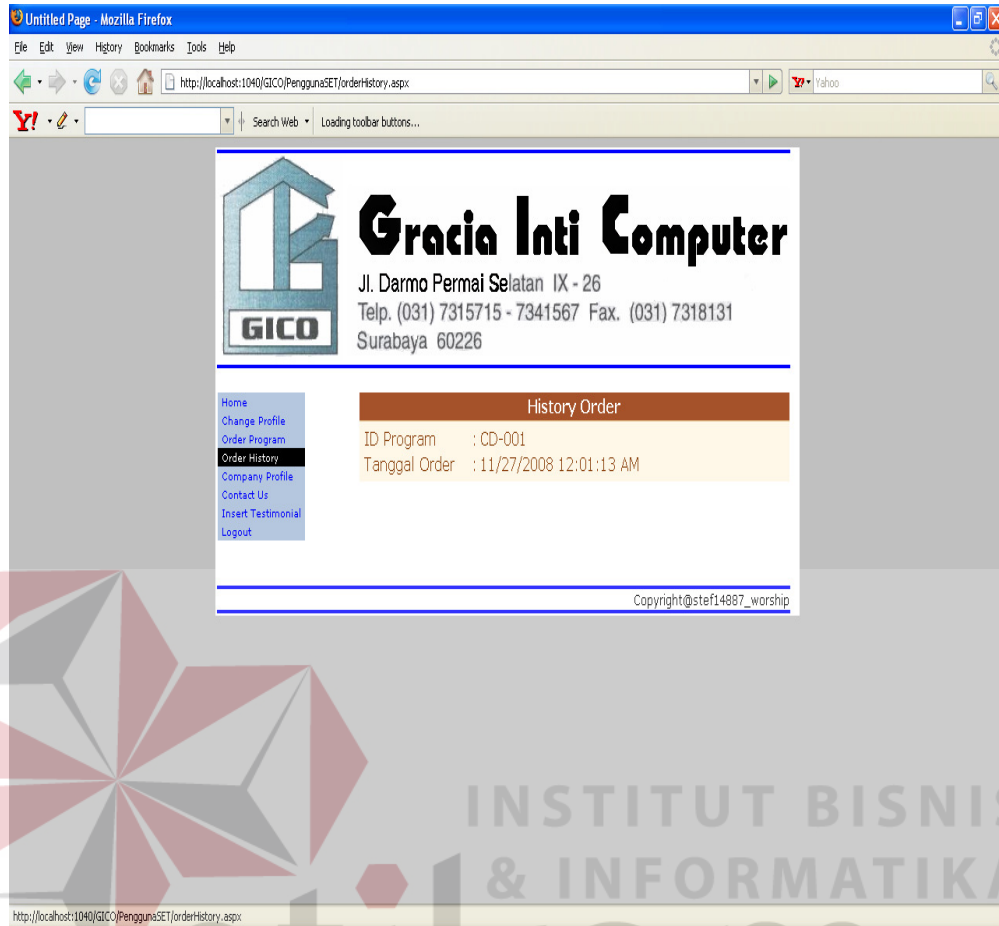 Untitled Page - Mozilla Firefox
File Edit View History Bookmarks Tools Help
http://localhost:1040/GICO/PenggunaSET/orderHistory.aspx
Y! Yahoo
Y! Search Web Loading toolbar buttons...
GICO
Gracia Inti Computer
Jl. Darmo Permai Selatan IX - 26
Telp. (031) 7315715 - 7341567 Fax. (031) 7318131
Surabaya 60226
Home
Change Profile
Order Program
Order History
Company Profile
Contact Us
Insert Testimonial
Logout
History Order
ID Program : CD-001
Tanggal Order : 11/27/2008 12:01:13 AM
Copyright@stef14887_worship
INSTITUT BISNIS
& INFORMATIKA
http://localhost:1040/GICO/PenggunaSET/orderHistory.aspx